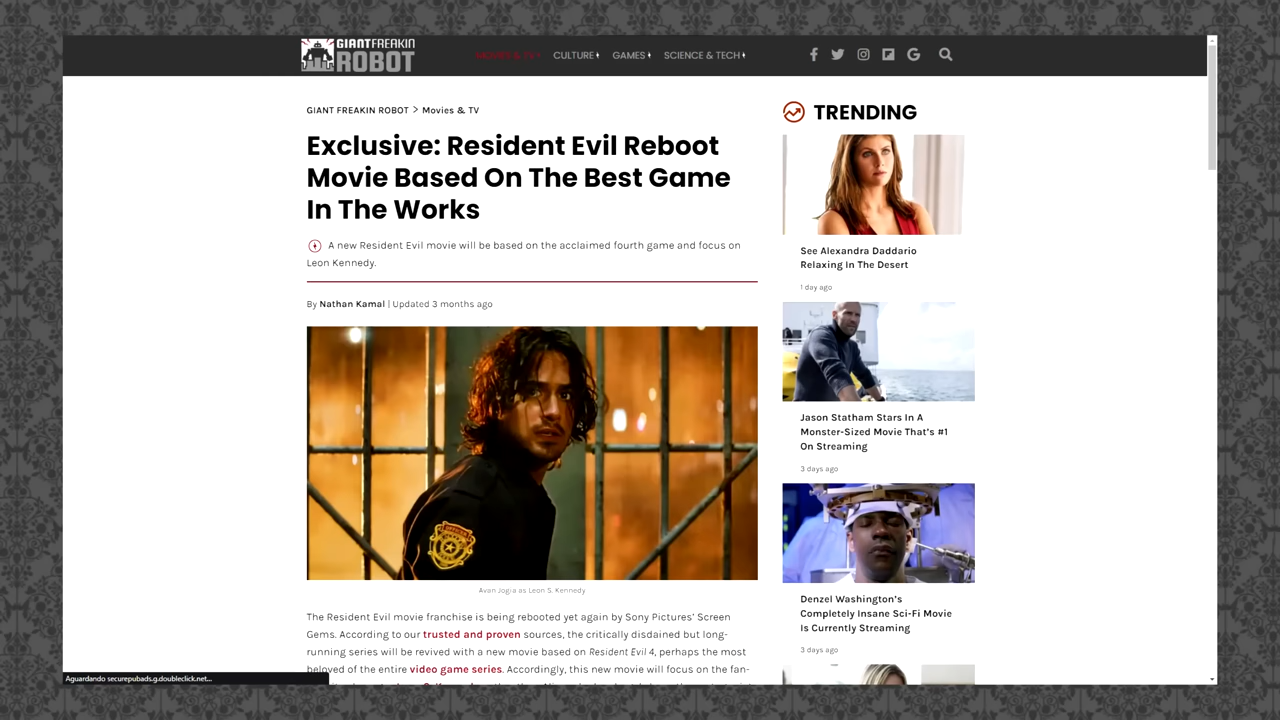 GIANT FREAKIN
ROBOT
MOVIES & TV
CULTURE
GAMES
SCIENCE & TECH
GIANT FREAKIN ROBOT > Movies & TV
Exclusive: Resident Evil Reboot
Movie Based On The Best Game
In The Works
A new Resident Evil movie will be based on the acclaimed fourth game and focus on
Leon Kennedy.
By Nathan Kamal | Updated 3 months ago
OFFICER
Avan Jogia as Leon S. Kennedy
The Resident Evil movie franchise is being rebooted yet again by Sony Pictures' Screen
Gems. According to our trusted and proven sources, the critically disdained but long-
running series will be revived with a new movie based on Resident Evil 4, perhaps the most
beloved of the entire video game series. Accordingly, this new movie will focus on the fan-
TRENDING
See Alexandra Daddario
Relaxing In The Desert
1 day ago
Jason Statham Stars In A
Monster-Sized Movie That's #1
On Streaming
3 days ago
Denzel Washington's
Completely Insane Sci-Fi Movie
Is Currently Streaming
3 days ago
Aguardando securepubads.g.doubleclick.net...